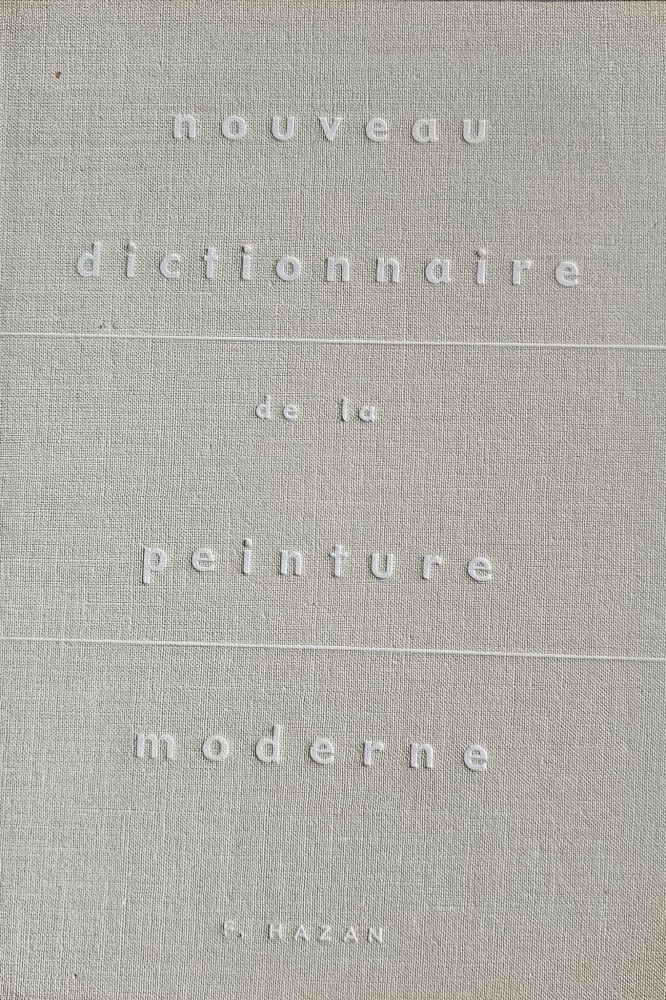 nouveau
dictionnaire
de la
peinture
moderne
F. HAZAN